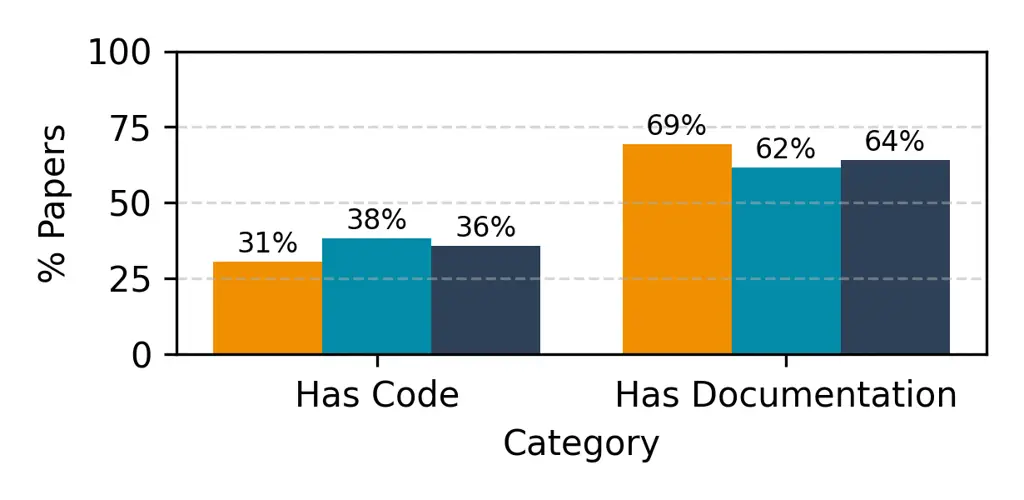 100
75
50
25
0
% Papers
31%
38%
36%
69%
62%
64%
Has Code
Has Documentation
Category